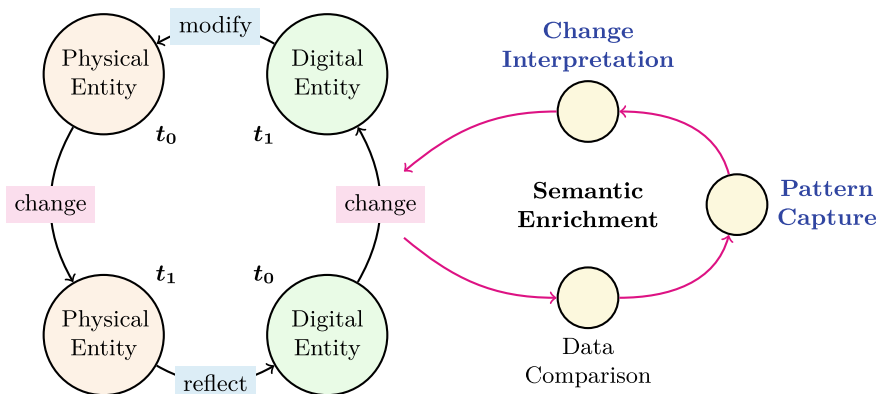 modify
Physical
Entity
Digital
Entity
t0
t1
change
change
t1
t0
Physical
Entity
Digital
Entity
reflect
Change
Interpretation
Semantic
Enrichment
Pattern
Capture
Data
Comparison